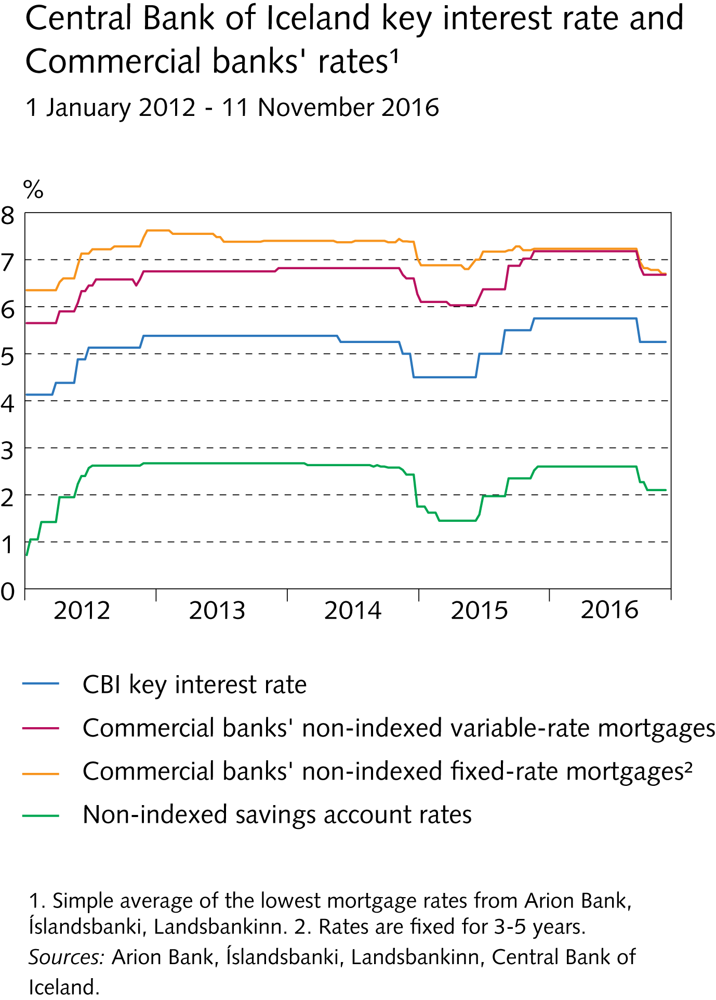 Central Bank of Iceland key interest rate and
Commercial banks' rates¹
1 January 2012 - 11 November 2016
%
8
7
6
5
4
3
2
1
0
2012 2013 2014 2015 2016
CBI key interest rate
Commercial banks' non-indexed variable-rate mortgages
Commercial banks' non-indexed fixed-rate mortgages²
Non-indexed savings account rates
1. Simple average of the lowest mortgage rates from Arion Bank,
Íslandsbanki, Landsbankinn. 2. Rates are fixed for 3-5 years.
Sources: Arion Bank, Íslandsbanki, Landsbankinn, Central Bank of
Iceland.